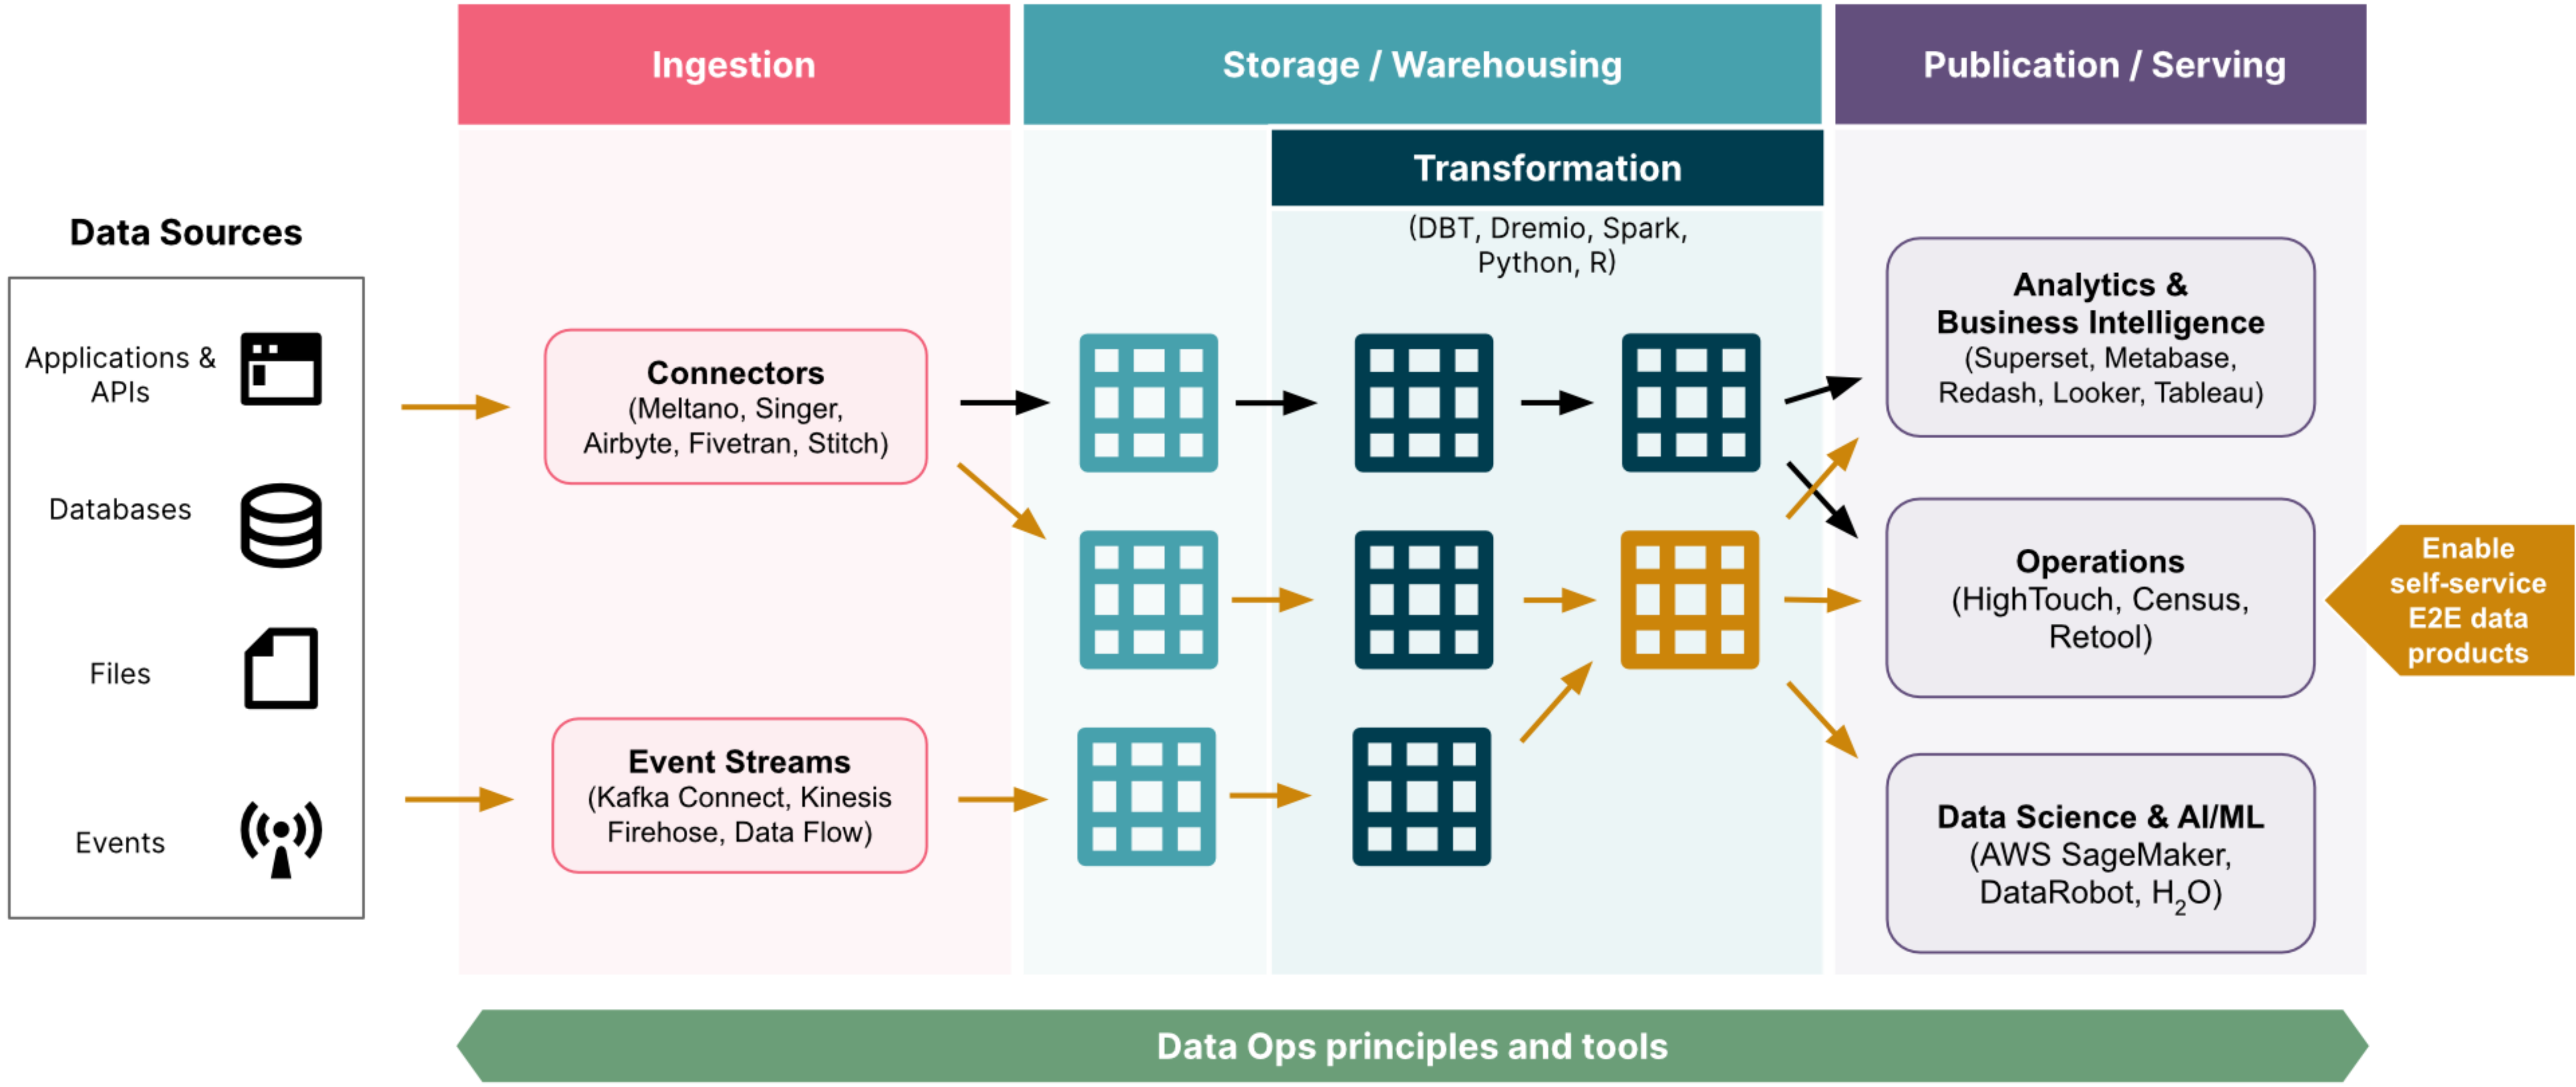 Ingestion
Storage / Warehousing
Publication / Serving
Transformation
(DBT, Dremio, Spark,
Python, R)
Data Sources
Applications &
APIs
Databases
Files
Events
Connectors
(Meltano, Singer,
Airbyte, Fivetran, Stitch)
Event Streams
(Kafka Connect, Kinesis
Firehose, Data Flow)
Analytics &
Business Intelligence
(Superset, Metabase,
Redash, Looker, Tableau)
Operations
(HighTouch, Census,
Retool)
Data Science & AI/ML
(AWS SageMaker,
DataRobot, H₂O)
Enable
self-service
E2E data
products
Data Ops principles and tools